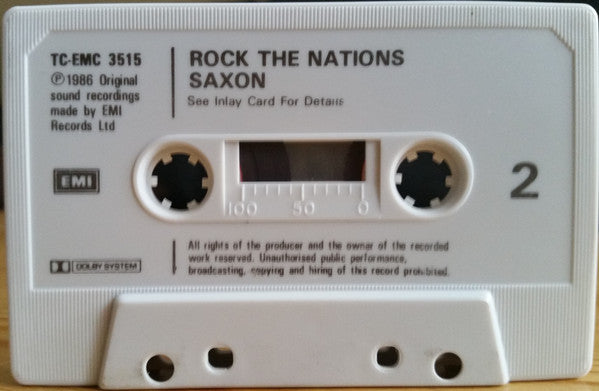 TC-EMC 3515
Ⓟ1986 Original
sound recordings
made by EMI
Records Ltd
ROCK THE NATIONS
SAXON
See Inlay Card For Details
EMI
100 50 0
2
DOLBY SYSTEM
All rights of the producer and the owner of the recorded
work reserved. Unauthorised public performance,
broadcasting, copying and hiring of this record prohibited.